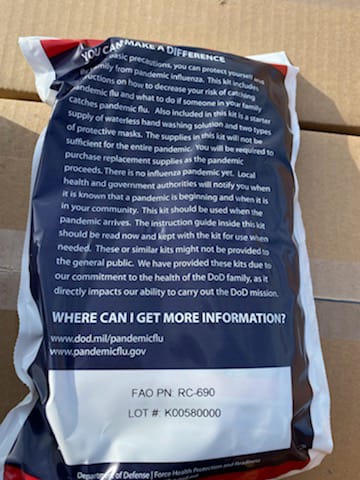 YOU CAN MAKE A DIFFERENCE
basic precautions, you can protect yourself and
family from pandemic influenza. This kit includes
instructions on how to decrease your risk of catching
pandemic flu and what to do if someone in your family
catches pandemic flu. Also included in this kit is a starter
supply of waterless hand washing solution and two types
of protective masks. The supplies in this kit will not be
sufficient for the entire pandemic. You will be required to
purchase replacement supplies as the pandemic
proceeds. There is no influenza pandemic yet. Local
health and government authorities will notify you when
it is known that a pandemic is beginning and when it is
in your community. This kit should be used when the
pandemic arrives. The instruction guide inside this kit
should be read now and kept with the kit for use when
needed. These or similar kits might not be provided to
the general public. We have provided these kits due to
our commitment to the health of the DoD family, as it
directly impacts our ability to carry out the DoD mission.
WHERE CAN I GET MORE INFORMATION?
www.dod.mil/pandemicflu
www.pandemicflu.gov
FAO PN: RC-690
LOT #: K00580000
Department of Defense | Force Health Protection and Readiness